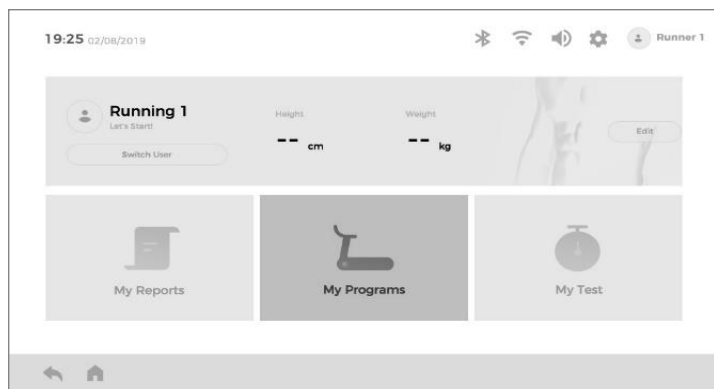 19:25 02/08/2019
Runner 1
Running 1
Let's Start!
Switch User
Height
-- cm
Weight
-- kg
Edit
My Reports
My Programs
My Test